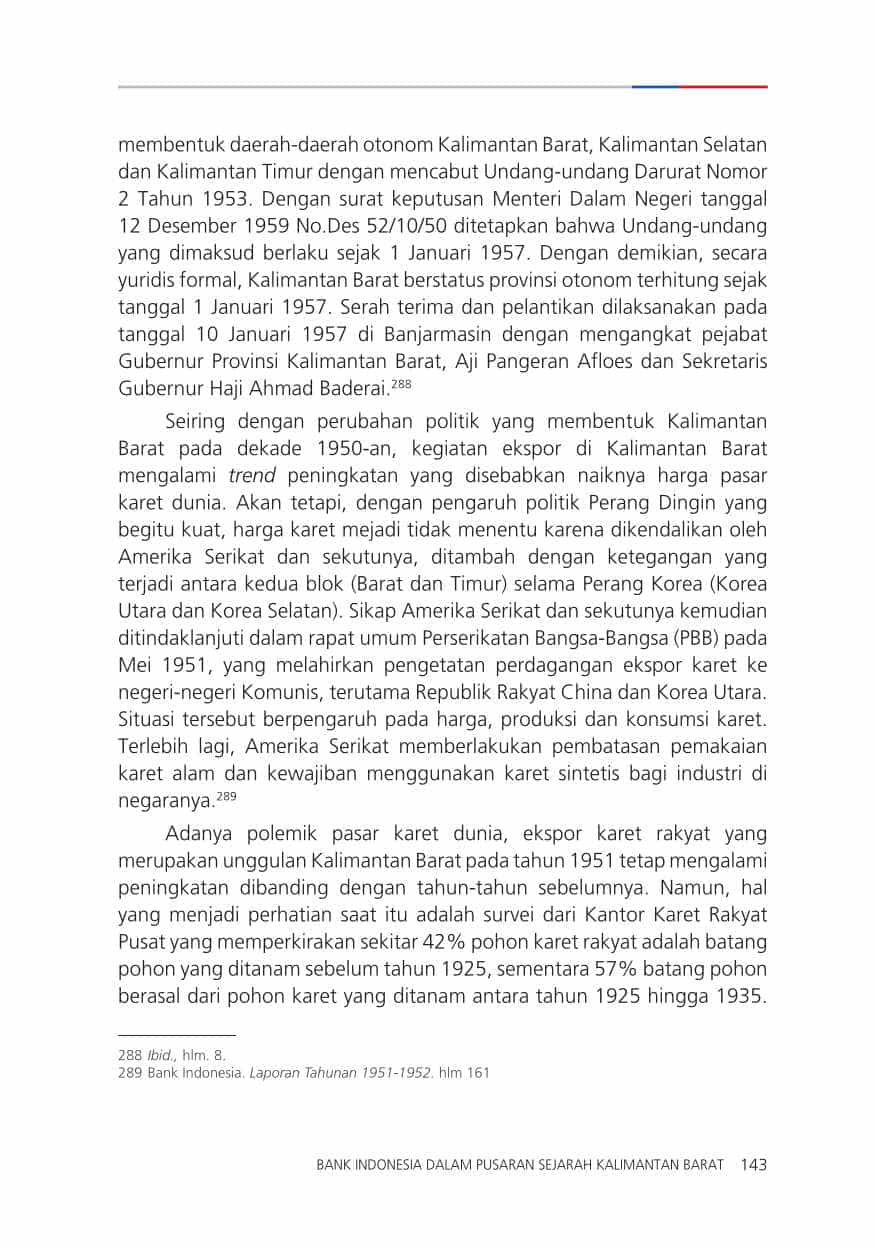 membentuk daerah-daerah otonom Kalimantan Barat, Kalimantan Selatan
dan Kalimantan Timur dengan mencabut Undang-undang Darurat Nomor
2 Tahun 1953. Dengan surat keputusan Menteri Dalam Negeri tanggal
12 Desember 1959 No.Des 52/10/50 ditetapkan bahwa Undang-undang
yang dimaksud berlaku sejak 1 Januari 1957. Dengan demikian, secara
yuridis formal, Kalimantan Barat berstatus provinsi otonom terhitung sejak
tanggal 1 Januari 1957. Serah terima dan pelantikan dilaksanakan pada
tanggal 10 Januari 1957 di Banjarmasin dengan mengangkat pejabat
Gubernur Provinsi Kalimantan Barat, Aji Pangeran Afloes dan Sekretaris
Gubernur Haji Ahmad Baderai.288
Seiring dengan perubahan politik yang membentuk Kalimantan
Barat pada dekade 1950-an, kegiatan ekspor di Kalimantan Barat
mengalami trend peningkatan yang disebabkan naiknya harga pasar
karet dunia. Akan tetapi, dengan pengaruh politik Perang Dingin yang
begitu kuat, harga karet mejadi tidak menentu karena dikendalikan oleh
Amerika Serikat dan sekutunya, ditambah dengan ketegangan yang
terjadi antara kedua blok (Barat dan Timur) selama Perang Korea (Korea
Utara dan Korea Selatan). Sikap Amerika Serikat dan sekutunya kemudian
ditindaklanjuti dalam rapat umum Perserikatan Bangsa-Bangsa (PBB) pada
Mei 1951, yang melahirkan pengetatan perdagangan ekspor karet ke
negeri-negeri Komunis, terutama Republik Rakyat China dan Korea Utara.
Situasi tersebut berpengaruh pada harga, produksi dan konsumsi karet.
Terlebih lagi, Amerika Serikat memberlakukan pembatasan pemakaian
karet alam dan kewajiban menggunakan karet sintetis bagi industri di
negaranya.289
Adanya polemik pasar karet dunia, ekspor karet rakyat yang
merupakan unggulan Kalimantan Barat pada tahun 1951 tetap mengalami
peningkatan dibanding dengan tahun-tahun sebelumnya. Namun, hal
yang menjadi perhatian saat itu adalah survei dari Kantor Karet Rakyat
Pusat yang memperkirakan sekitar 42% pohon karet rakyat adalah batang
pohon yang ditanam sebelum tahun 1925, sementara 57% batang pohon
berasal dari pohon karet yang ditanam antara tahun 1925 hingga 1935.
288 Ibid., hlm. 8.
289 Bank Indonesia. Laporan Tahunan 1951-1952. hlm 161
BANK INDONESIA DALAM PUSARAN SEJARAH KALIMANTAN BARAT 143